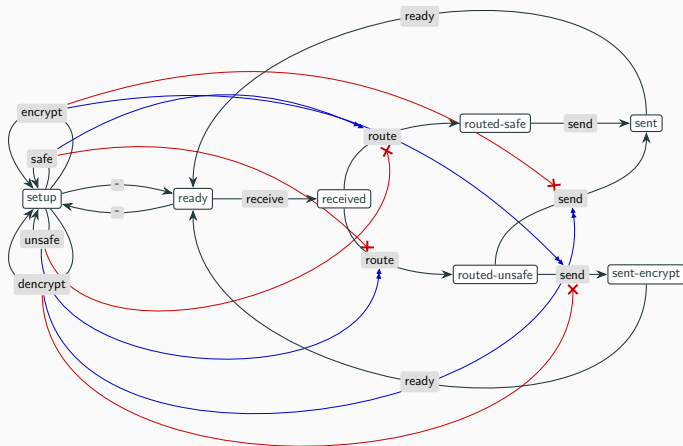 ready
encrypt
routed-safe
send
sent
route
safe
setup
-
-
ready
receive
received
send
unsafe
route
dencrypt
routed-unsafe
send
sent-encrypt
ready